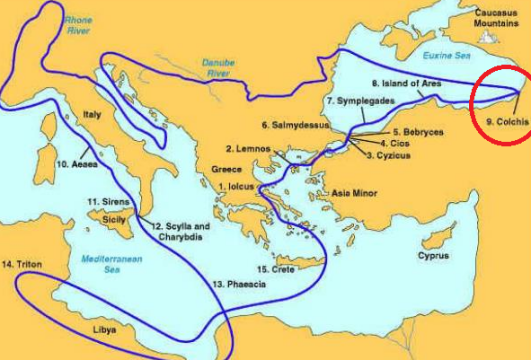 Caucasus
Mountains
Rhone
River
Euxine Sea
Danube
River
8. Island of Ares
7. Symplegades
9. Colchis
Italy
6. Salmydessus
5. Bebryces
4. Cios
3. Cyzicus
2. Lemnos
10. Aeaea
Greece
1. Iolcus
Asia Minor
11. Sirens
Sicily
12. Scylla and
Charybdis
Cyprus
Mediterranean
Sea
14. Triton
15. Crete
13. Phaeacia
Libya